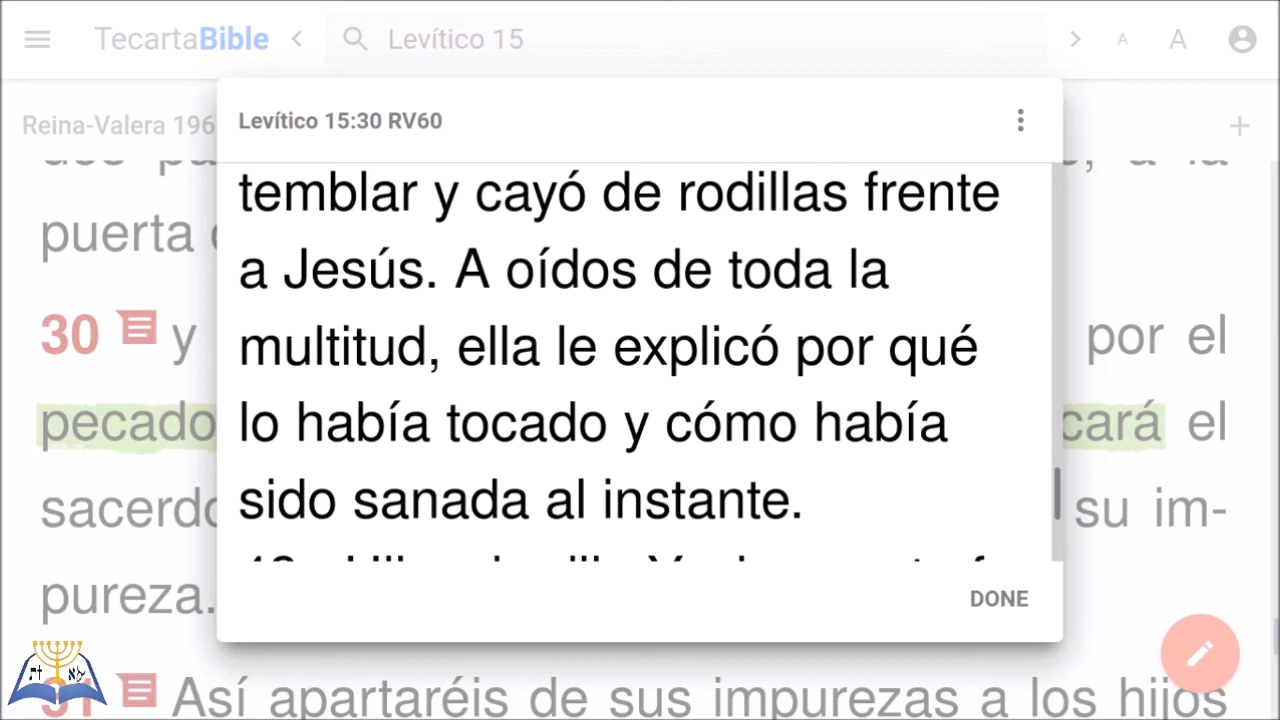 TecartaBible
Levítico 15
A A
Reina-Valera 196
Levítico 15:30 RV60
puerta
temblar y cayó de rodillas frente
a Jesús. A oídos de toda la
multitud, ella le explicó por qué
lo había tocado y cómo había
sido sanada al instante.
DONE
30 y por el
pecado cará el
sacerdo su im-
pureza.
31 Así apartaréis de sus impurezas a los hijos